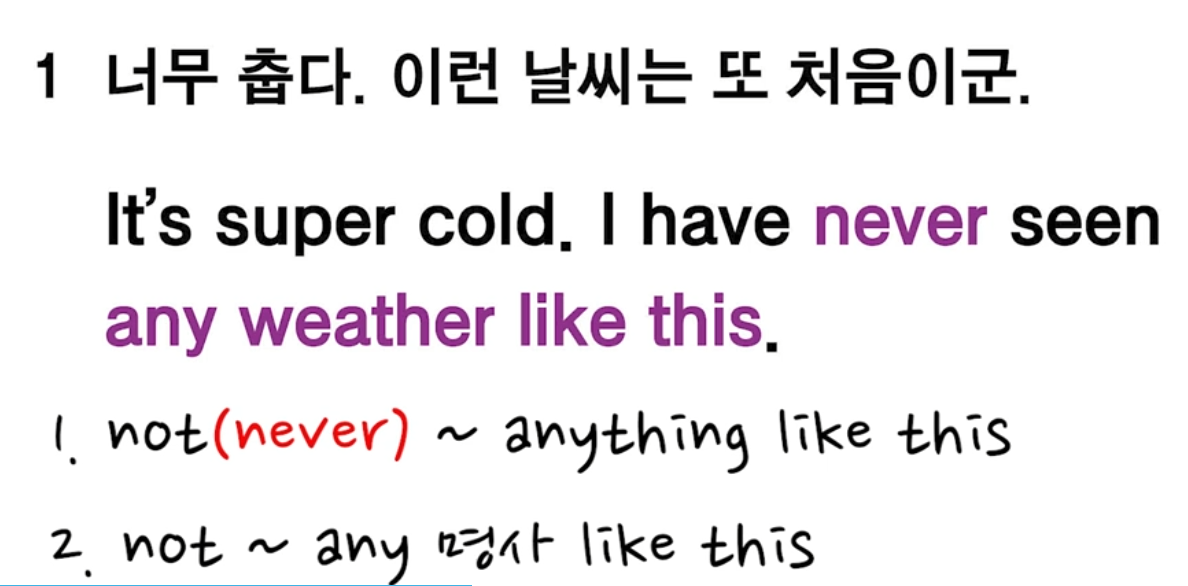 1 너무 춥다. 이런 날씨는 또 처음이군.
It's super cold. I have never seen
any weather like this.
1. not(never) ~ anything like this
2. not ~ any 명사 like this